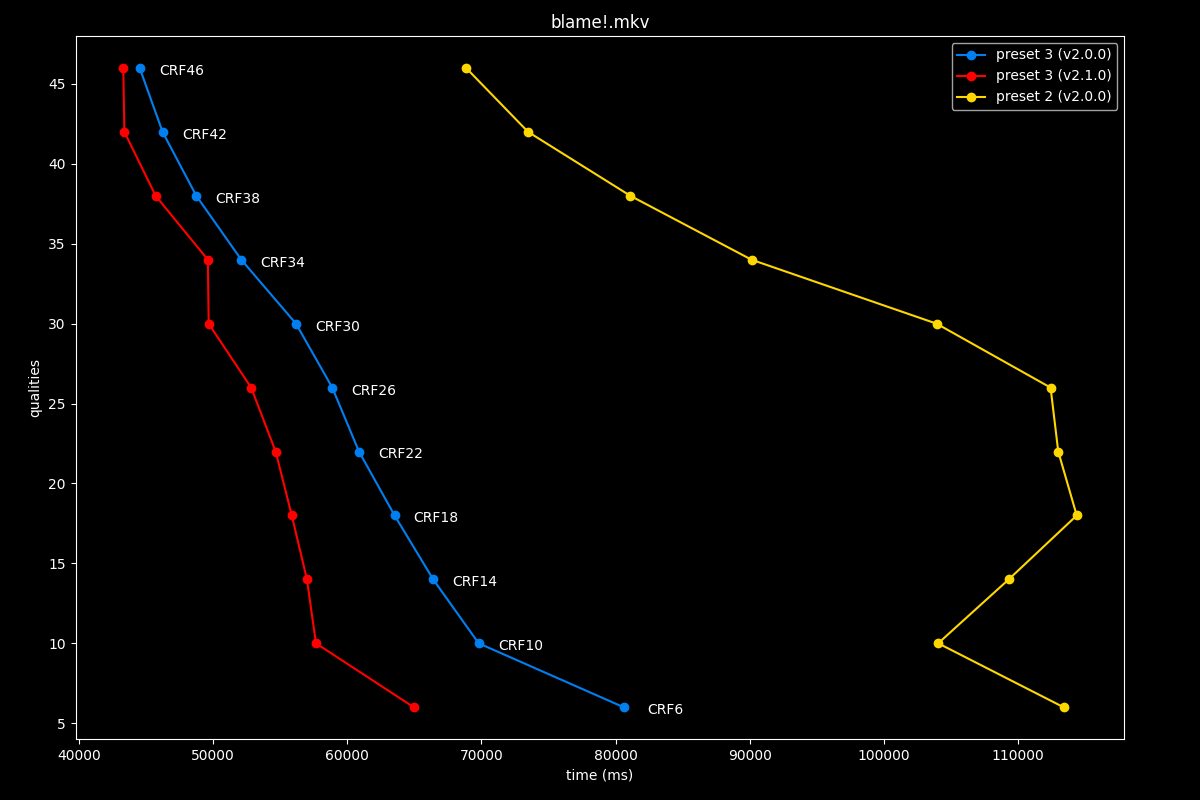 blame!.mkv
preset 3 (v2.0.0)
preset 3 (v2.1.0)
preset 2 (v2.0.0)
CRF46
CRF42
CRF38
CRF34
CRF30
CRF26
CRF22
CRF18
CRF14
CRF10
CRF6
45
40
35
30
25
20
15
10
5
qualities
40000 50000 60000 70000 80000 90000 100000 110000
time (ms)